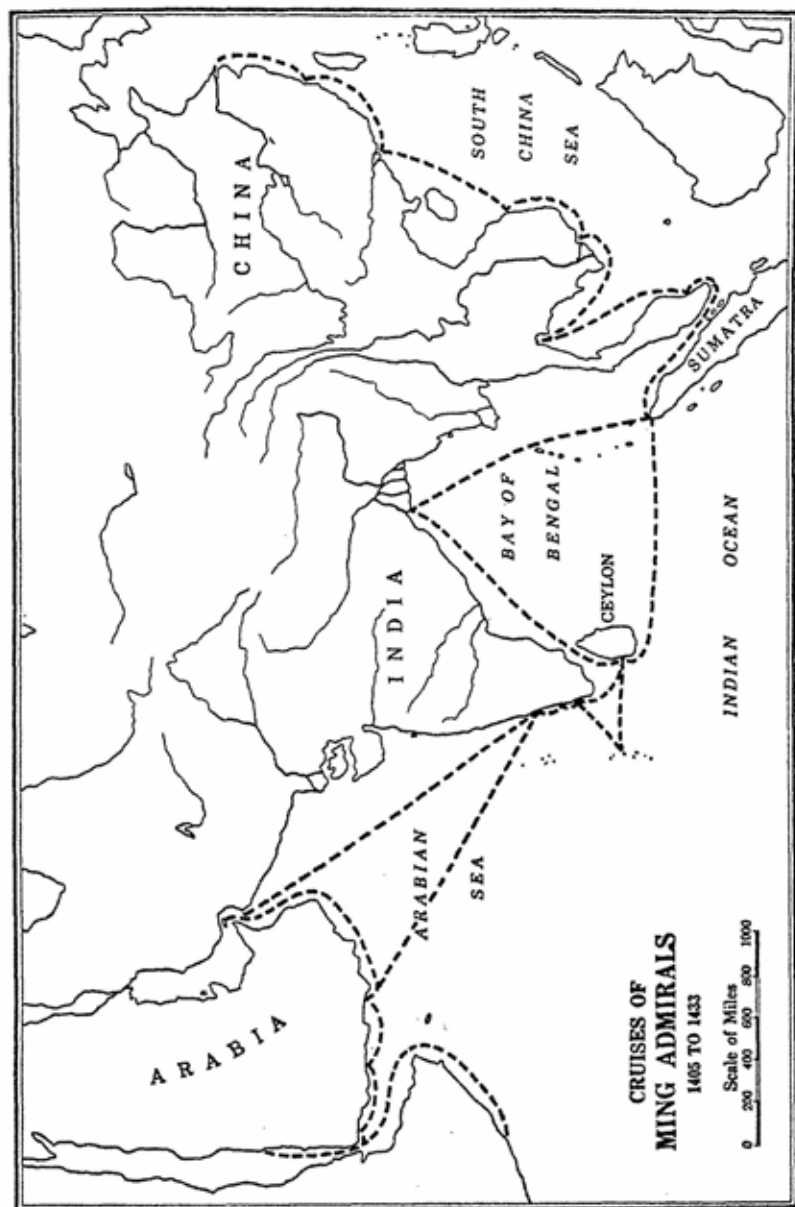 CHINA
SOUTH
CHINA
SEA
SUMATRA
BAY OF
BENGAL
INDIA
CEYLON
INDIAN OCEAN
ARABIAN
SEA
ARABIA
CRUISES OF
MING ADMIRALS
1405 TO 1433
Scale of Miles
0 200 400 600 800 1000